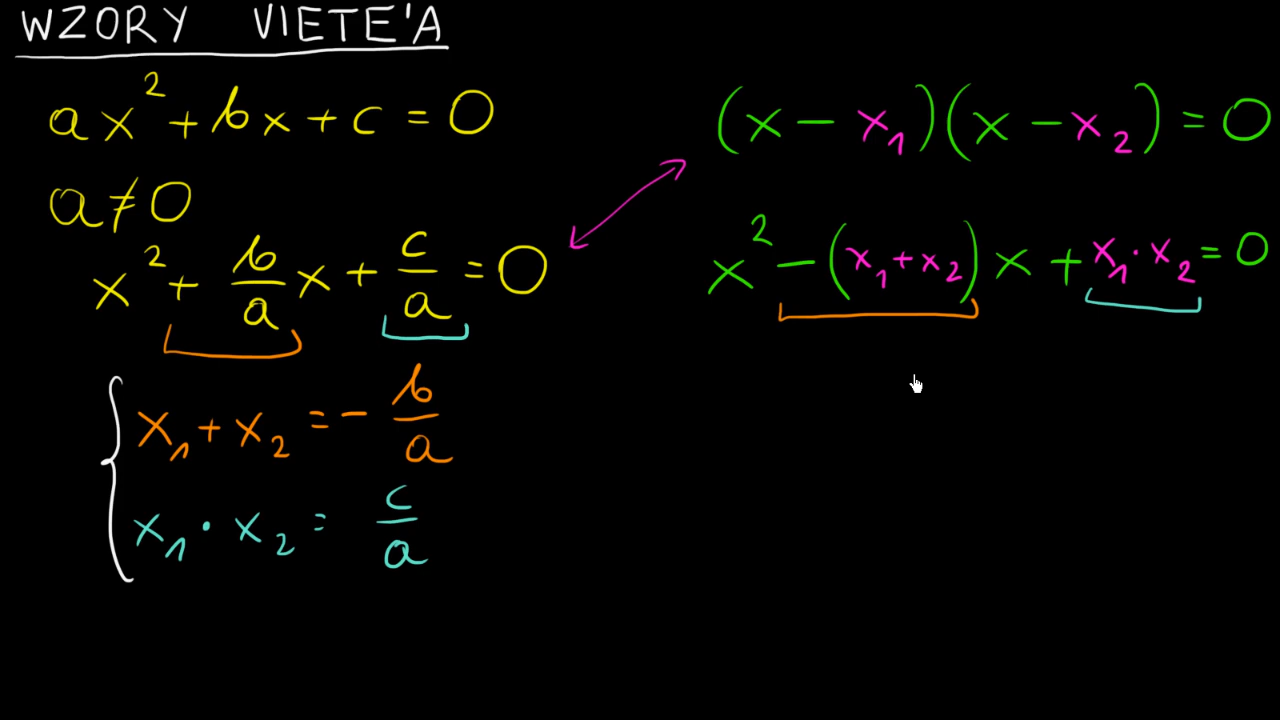 WZORY VIETE'A
ax² + bx + c = 0
a ≠ 0
x² + b/a x + c/a = 0
x₁ + x₂ = - b/a
x₁ · x₂ = c/a
(x - x₁)(x - x₂) = 0
x² - (x₁ + x₂) x + x₁ · x₂ = 0